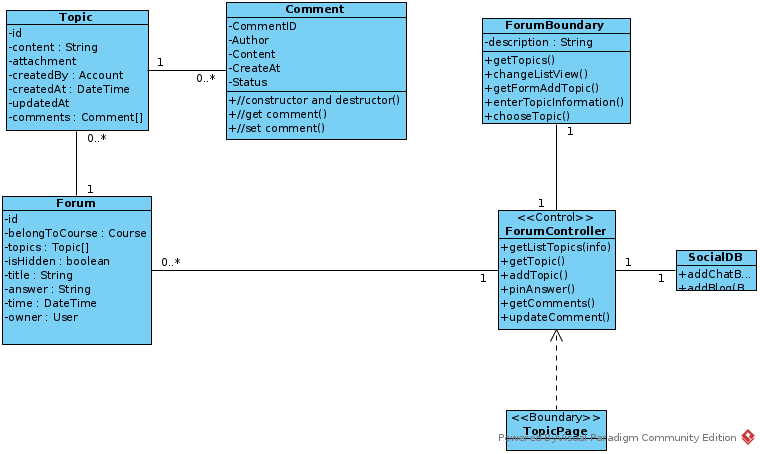 Topic
-id
-content : String
-attachment
-createdBy : Account
-createdAt : DateTime
-updatedAt
-comments : Comment[]
1
0..*
Comment
-CommentID
-Author
-Content
-CreateAt
-Status
+//constructor and destructor()
+//get comment()
+//set comment()
ForumBoundary
-description : String
+getTopics()
+changeListView()
+getFormAddTopic()
+enterTopicInformation()
+chooseTopic()
0..*
1
1
1
Forum
-id
-belongToCourse : Course
-topics : Topic[]
-isHidden : boolean
-title : String
-answer : String
-time : DateTime
-owner : User
0..*
1
<<Control>>
ForumController
+getListTopics(info)
+getTopic()
+addTopic()
+pinAnswer()
+getComments()
+updateComment()
1
1
SocialDB
+addChatB...
+addBlog(B...
<<Boundary>>
TopicPage
Powered By Visual Paradigm Community Edition